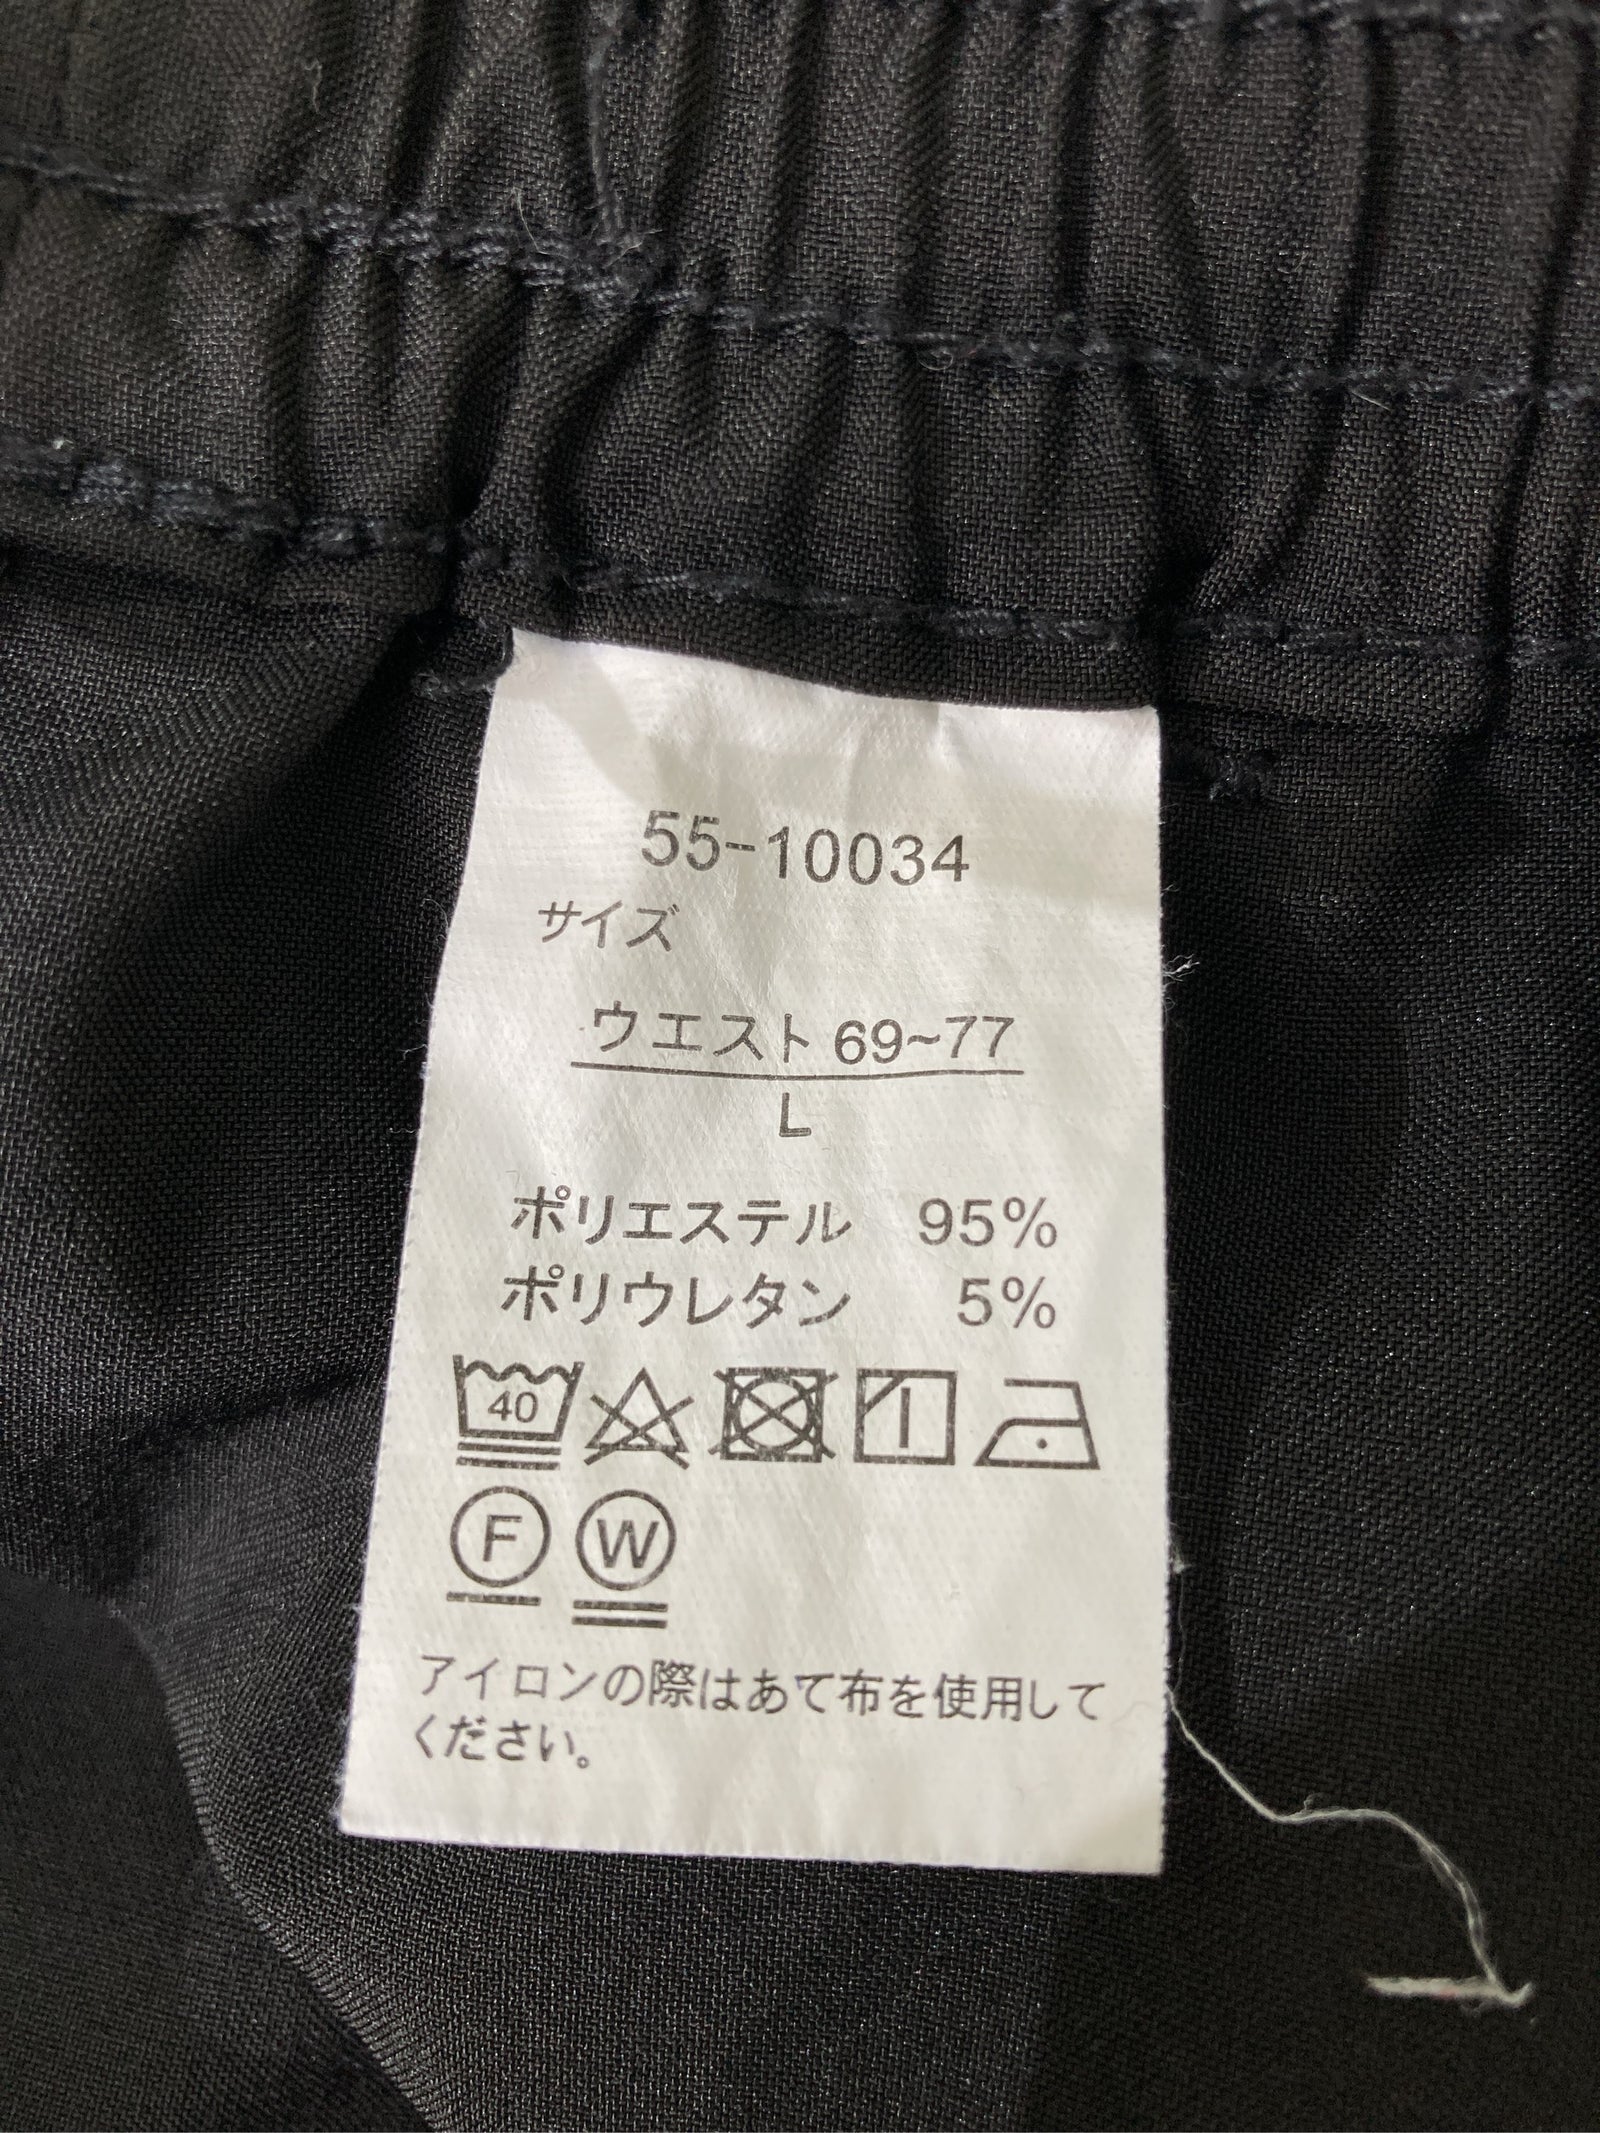 55-10034
サイズ
ウエスト 69~77
L
ポリエステル 95%
ポリウレタン 5%
40
F W
アイロンの際はあて布を使用して
ください。